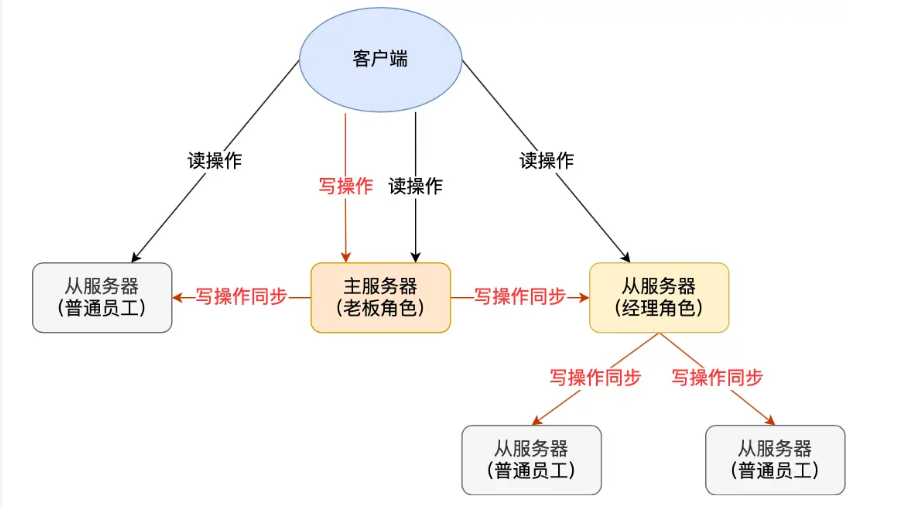 客户端
读操作
写操作
读操作
读操作
从服务器
(普通员工)
写操作同步
主服务器
(老板角色)
写操作同步
从服务器
(经理角色)
写操作同步
写操作同步
从服务器
(普通员工)
从服务器
(普通员工)